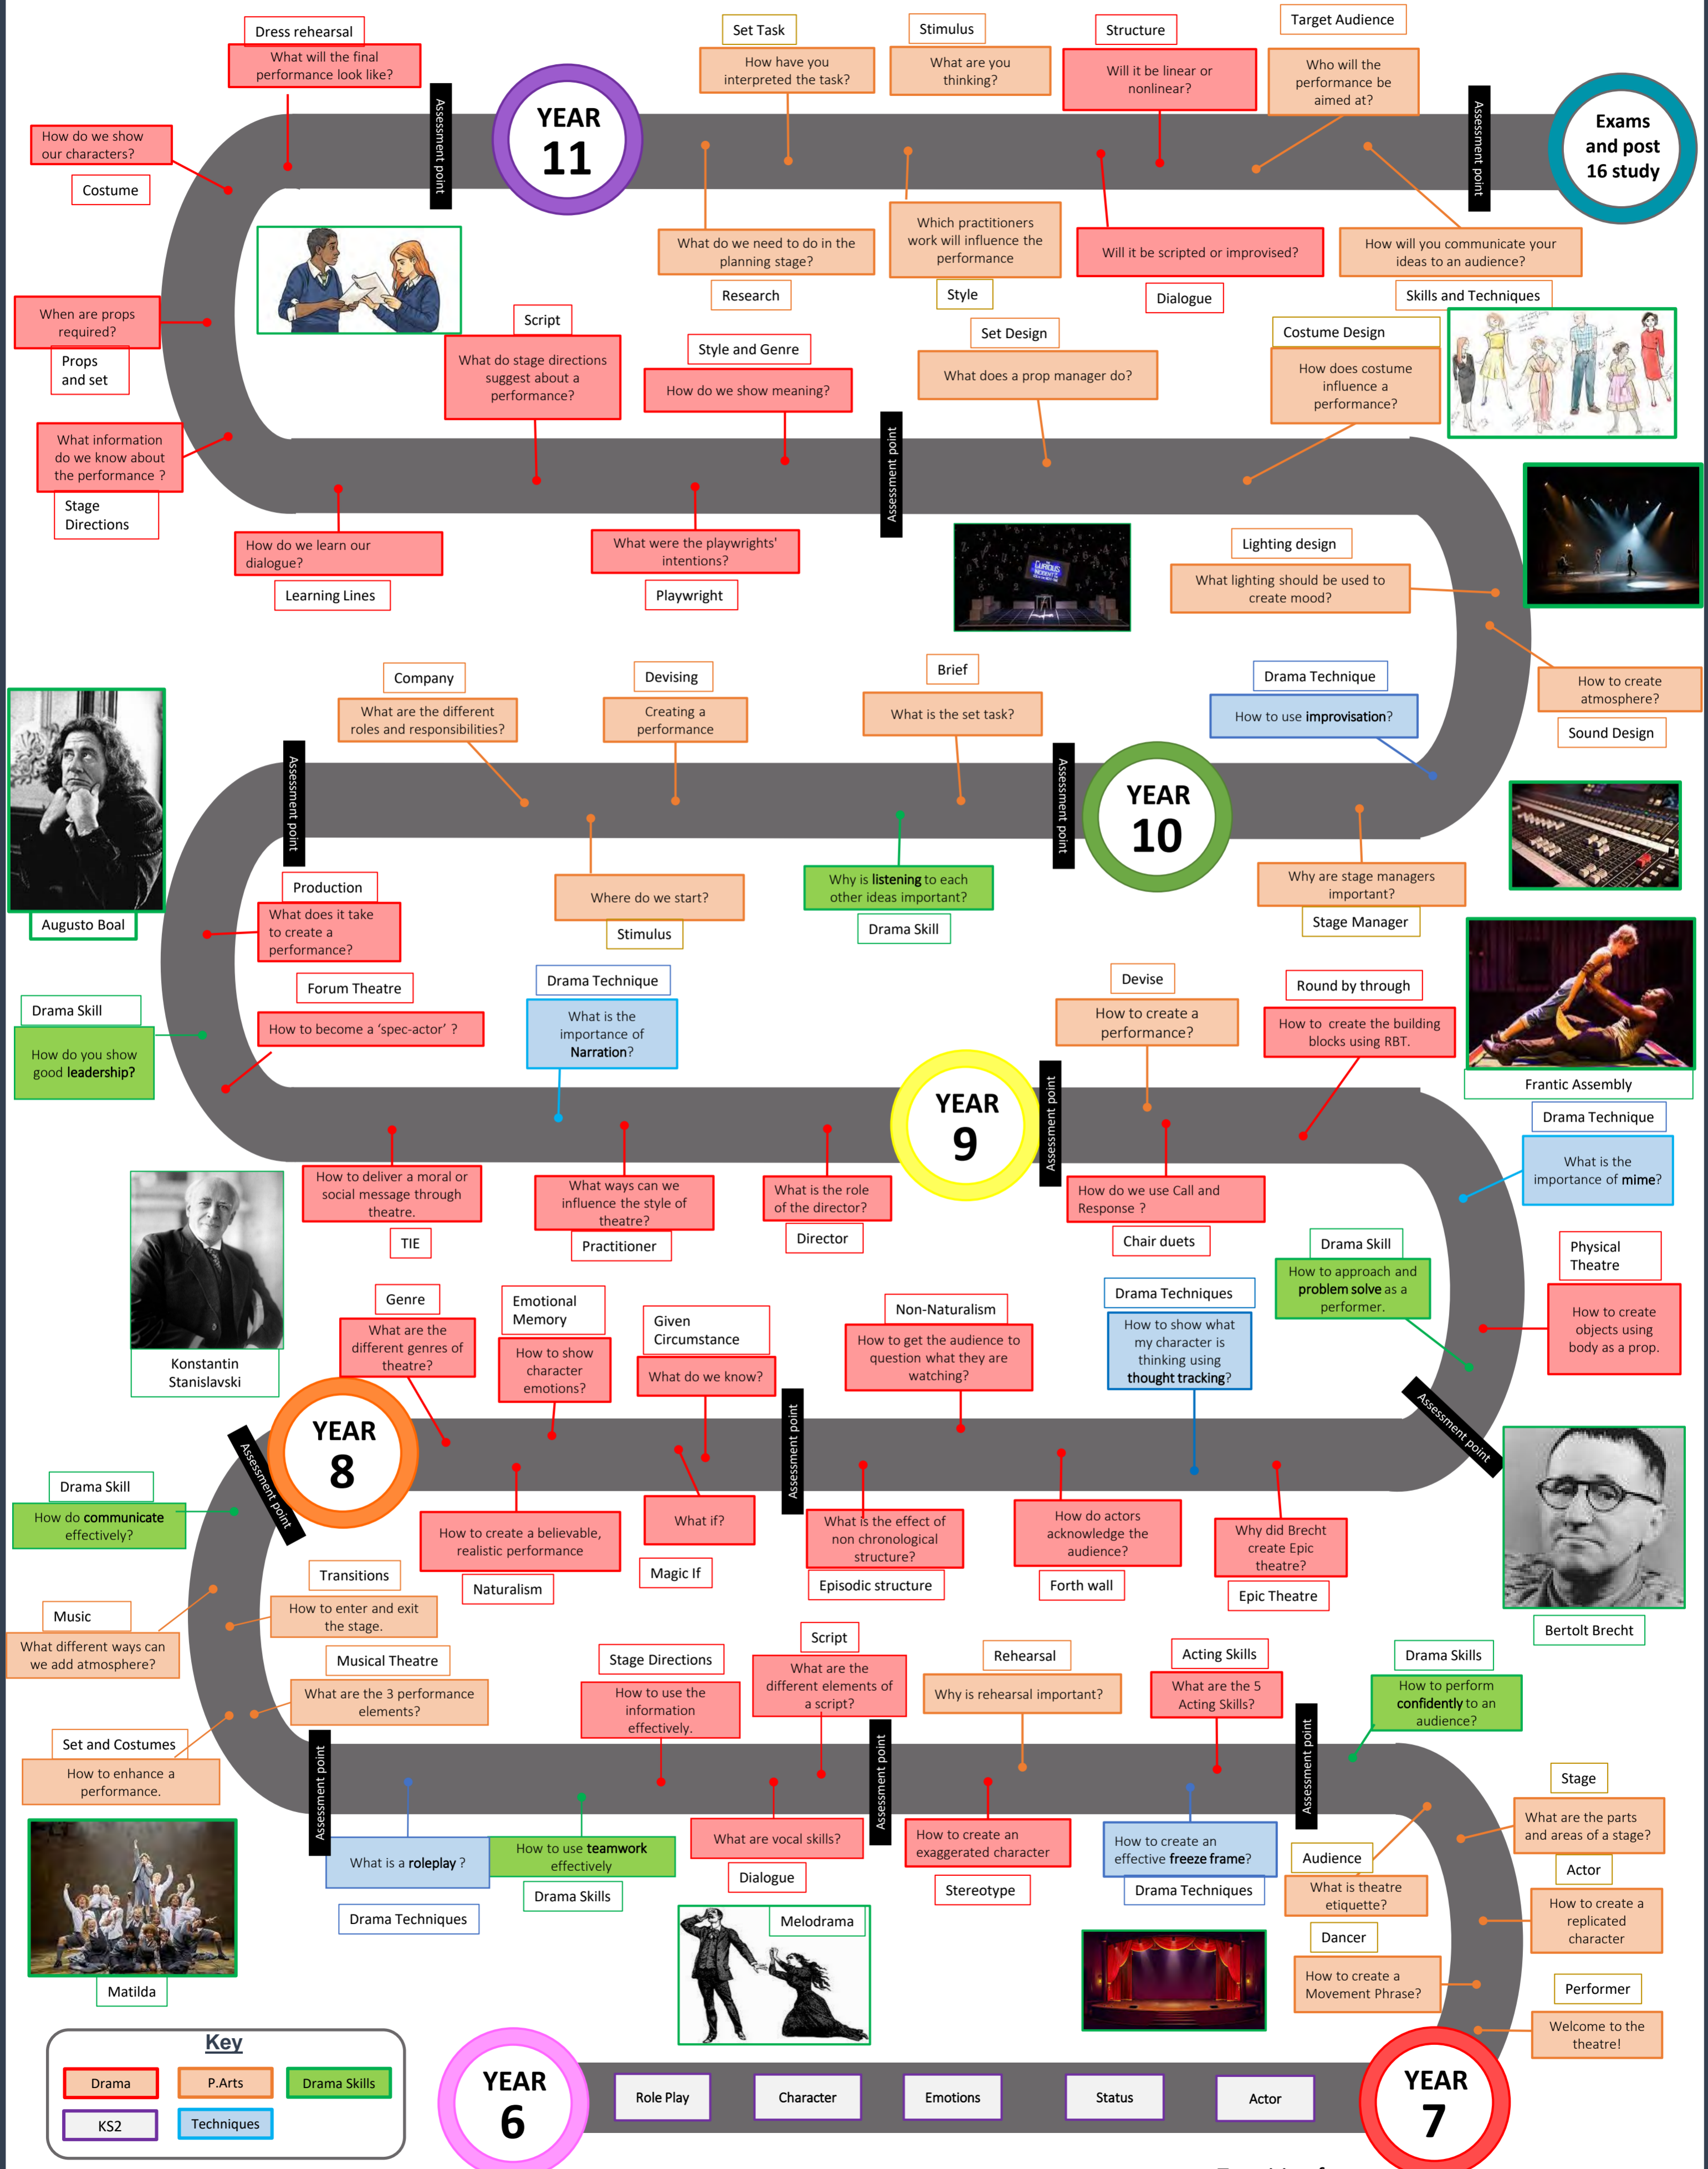 Dress rehearsal
What will the final
performance look like?
Set Task
How have you
interpreted the task?
Stimulus
What are you
thinking?
Structure
Will it be linear or
nonlinear?
Target Audience
Who will the
performance be
aimed at?
Assessment point
YEAR
11
Assessment point
Exams
and post
16 study
How do we show
our characters?
Costume
What do we need to do in the
planning stage?
Research
Which practitioners
work will influence the
performance
Style
Will it be scripted or improvised?
Dialogue
How will you communicate your
ideas to an audience?
Skills and Techniques
When are props
required?
Props
and set
Script
What do stage directions
suggest about a
performance?
Style and Genre
How do we show meaning?
Set Design
What does a prop manager do?
Costume Design
How does costume
influence a
performance?
What information
do we know about
the performance ?
Stage
Directions
Assessment point
How do we learn our
dialogue?
Learning Lines
What were the playwrights'
intentions?
Playwright
CURIOUS
INCIDENT
Lighting design
What lighting should be used to
create mood?
How to create
atmosphere?
Sound Design
Company
What are the different
roles and responsibilities?
Devising
Creating a
performance
Brief
What is the set task?
Drama Technique
How to use improvisation?
Augusto Boal
Assessment point
Assessment point
YEAR
10
Where do we start?
Stimulus
Why is listening to each
other ideas important?
Drama Skill
Why are stage managers
important?
Stage Manager
Production
What does it take
to create a
performance?
Forum Theatre
How to become a ‘spec-actor’ ?
Drama Skill
How do you show
good leadership?
Drama Technique
What is the
importance of
Narration?
Devise
How to create a
performance?
Round by through
How to create the building
blocks using RBT.
Frantic Assembly
YEAR
9
Assessment point
Drama Technique
What is the
importance of mime?
How to deliver a moral or
social message through
theatre.
TIE
What ways can we
influence the style of
theatre?
Practitioner
What is the role
of the director?
Director
How do we use Call and
Response ?
Chair duets
Drama Skill
How to approach and
problem solve as a
performer.
Physical
Theatre
How to create
objects using
body as a prop.
Konstantin
Stanislavski
Genre
What are the
different genres of
theatre?
Emotional
Memory
How to show
character
emotions?
Given
Circumstance
What do we know?
Non-Naturalism
How to get the audience to
question what they are
watching?
Drama Techniques
How to show what
my character is
thinking using
thought tracking?
Assessment point
YEAR
8
Assessment point
Assessment point
Drama Skill
How do communicate
effectively?
How to create a believable,
realistic performance
Naturalism
What if?
Magic If
What is the effect of
non chronological
structure?
Episodic structure
How do actors
acknowledge the
audience?
Forth wall
Why did Brecht
create Epic
theatre?
Epic Theatre
Bertolt Brecht
Transitions
How to enter and exit
the stage.
Music
What different ways can
we add atmosphere?
Musical Theatre
What are the 3 performance
elements?
Set and Costumes
How to enhance a
performance.
Stage Directions
How to use the
information
effectively.
Script
What are the
different elements of
a script?
Rehearsal
Why is rehearsal important?
Acting Skills
What are the 5
Acting Skills?
Drama Skills
How to perform
confidently to an
audience?
Assessment point
Assessment point
Assessment point
What is a roleplay ?
Drama Techniques
How to use teamwork
effectively
Drama Skills
What are vocal skills?
Dialogue
How to create an
exaggerated character
Stereotype
How to create an
effective freeze frame?
Drama Techniques
Audience
What is theatre
etiquette?
Stage
What are the parts
and areas of a stage?
Actor
How to create a
replicated
character
Dancer
How to create a
Movement Phrase?
Performer
Welcome to the
theatre!
Matilda
Melodrama
Key
Drama
P.Arts
Drama Skills
KS2
Techniques
YEAR
6
Role Play
Character
Emotions
Status
Actor
YEAR
7